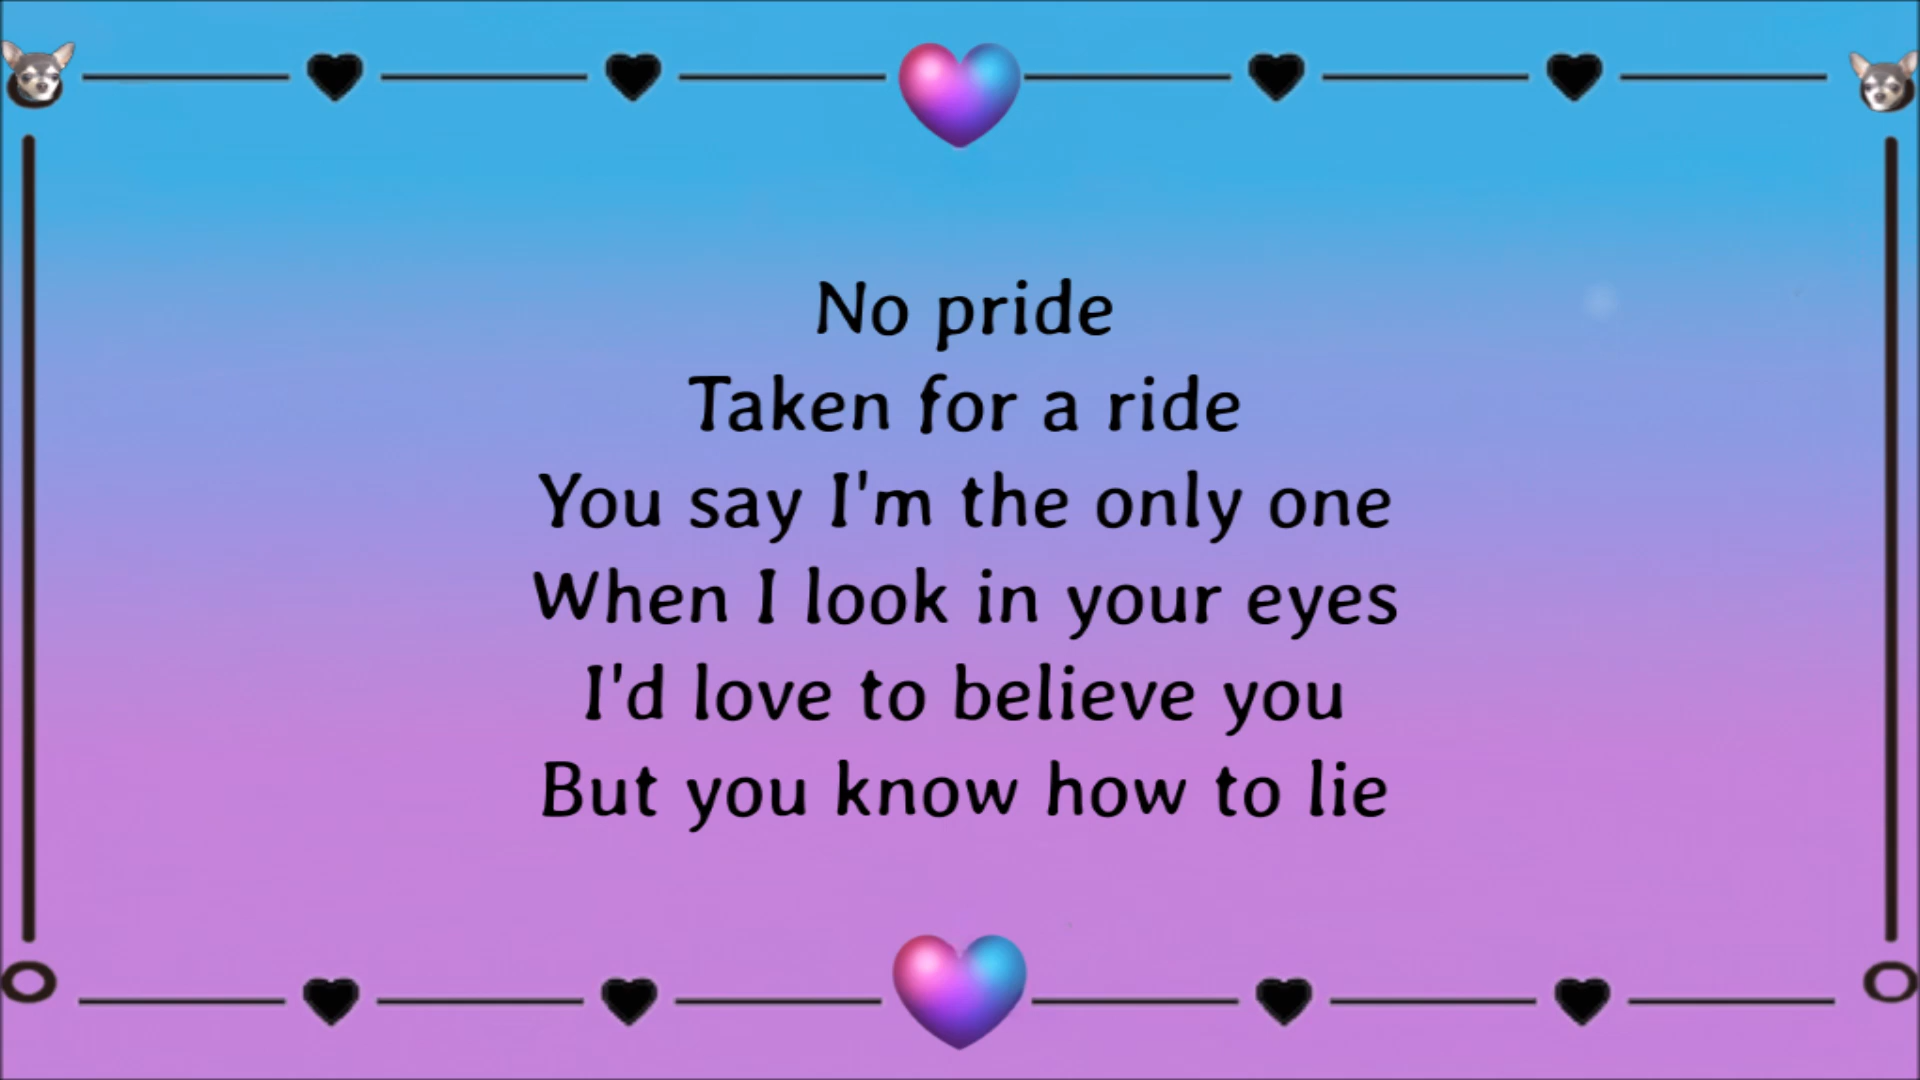 No pride
Taken for a ride
You say I'm the only one
When I look in your eyes
I'd love to believe you
But you know how to lie